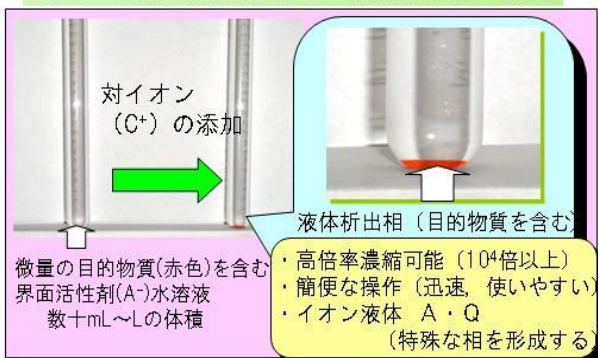 対イオン
(C⁺)の添加
微量の目的物質(赤色)を含む
界面活性剤(A⁻)水溶液
数十mL~Lの体積
液体析出相(目的物質を含む)
・高倍率濃縮可能(10⁴倍以上)
・簡便な操作(迅速,使いやすい)
・イオン液体 A・Q
(特殊な相を形成する)